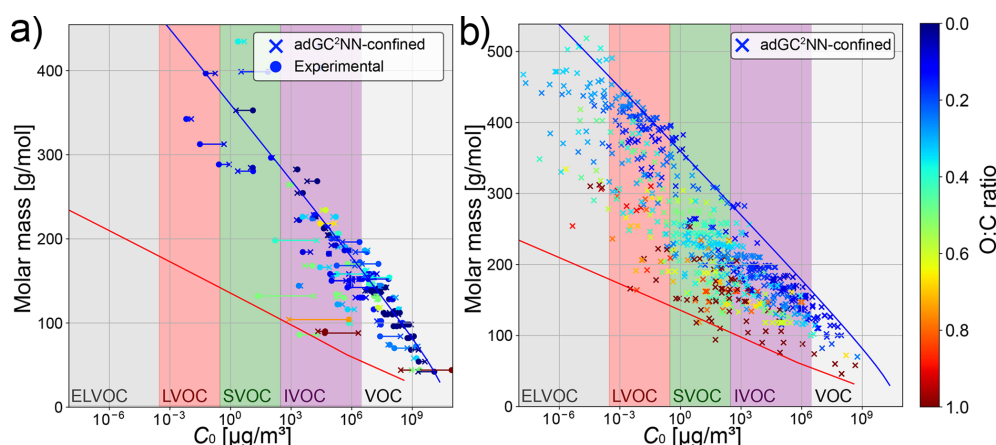 a)
adGC²NN-confined
Experimental
Molar mass [g/mol]
400
300
200
100
0
ELVOC
LVOC
SVOC
IVOC
VOC
10⁻⁶
10⁻³
10⁰
10³
10⁶
10⁹
C₀ [µg/m³]
b)
adGC²NN-confined
Molar mass [g/mol]
500
400
300
200
100
0
ELVOC
LVOC
SVOC
IVOC
VOC
10⁻⁶
10⁻³
10⁰
10³
10⁶
10⁹
C₀ [µg/m³]
0.0
0.2
0.4
0.6
0.8
1.0
O:C ratio